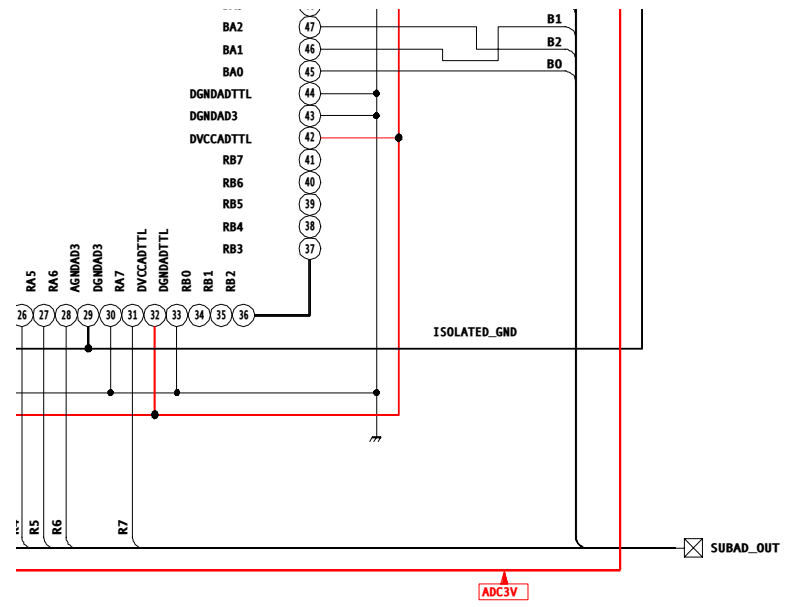 BA2 47 B1
BA1 46 B2
BA0 45 B0
DGNDADTTL 44
DGNDAD3 43
DVCCADTTL 42
RB7 41
RB6 40
RB5 39
RB4 38
RB3 37
RA5
RA6
AGNDAD3
DGNDAD3
RA7
DVCCADTTL
DGNDADTTL
RB0
RB1
RB2
26 27 28 29 30 31 32 33 34 35 36
ISOLATED_GND
R5
R6
R7
SUBAD_OUT
ADC3V